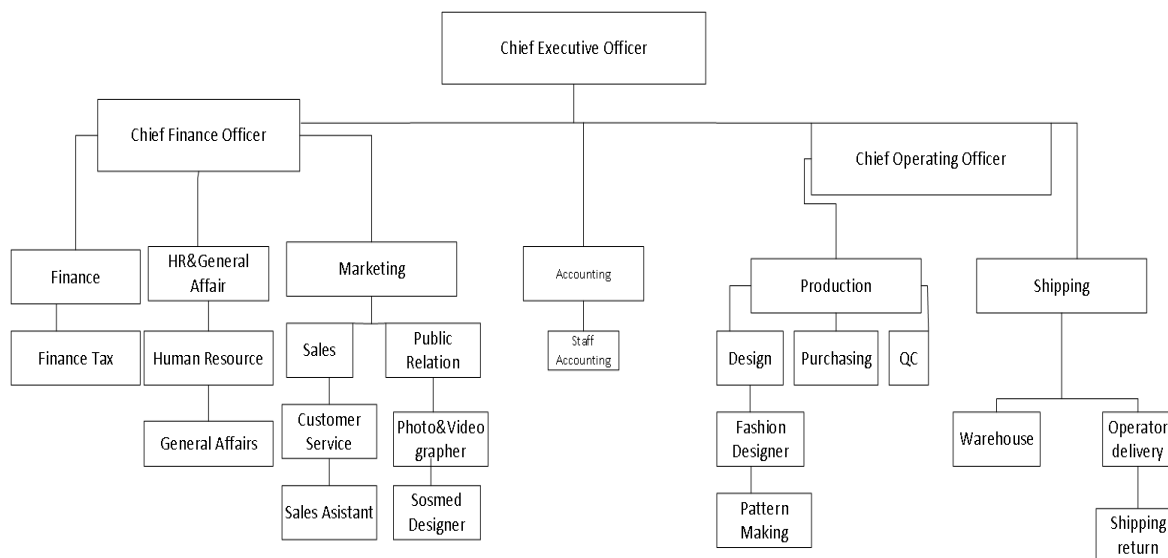 Chief Executive Officer
Chief Finance Officer
Chief Operating Officer
Finance
HR&General
Affair
Marketing
Accounting
Production
Shipping
Finance Tax
Human Resource
Sales
Public
Relation
Staff
Accounting
Design
Purchasing
QC
General Affairs
Customer
Service
Photo&Video
grapher
Fashion
Designer
Warehouse
Operator
delivery
Sales Asistant
Sosmed
Designer
Pattern
Making
Shipping
return